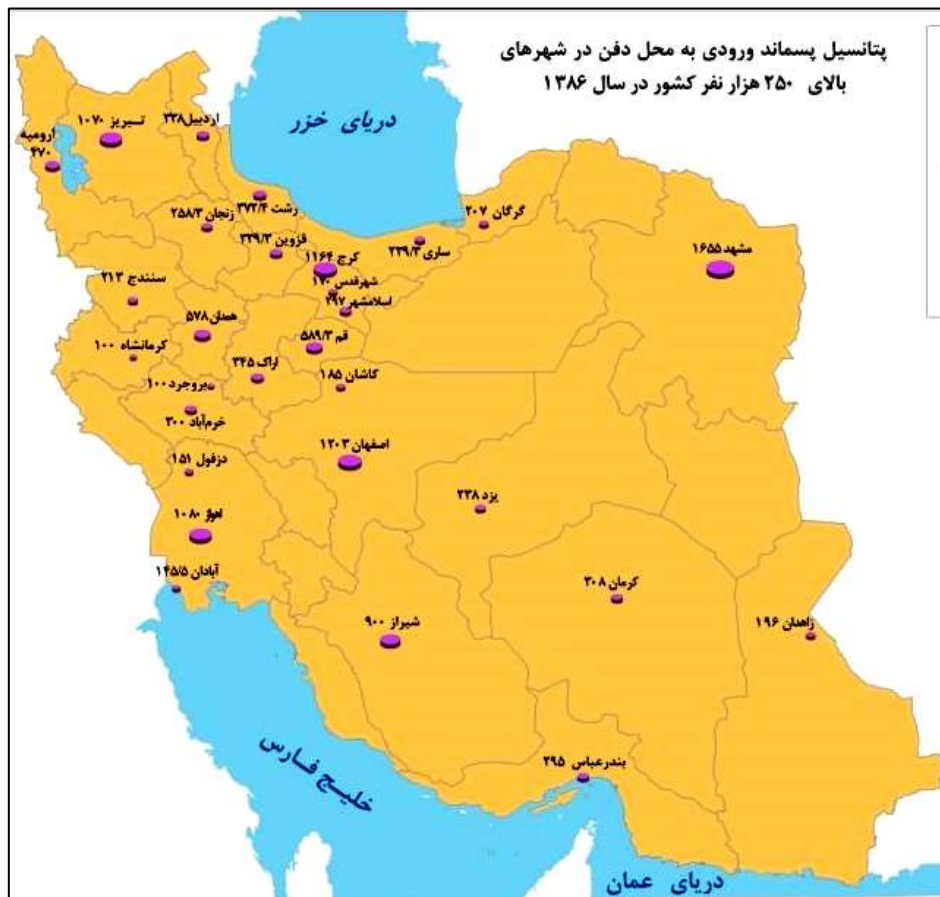 پتانسیل پسماند ورودی به محل دفن در شهرهای
بالای ۲۵۰ هزار نفر کشور در سال ۱۳۸۶
دریای خزر
اردبیل ۳۳۸
تبریز ۱۰۷۰
ارومیه
۴۷۰
رشت ۳۷۲/۴
زنجان ۲۵۸/۳
قزوین ۳۳۹/۳
گرگان ۲۰۷
ساری ۲۳۹/۳
کرج ۱۱۶۴
مشهد ۱۶۵۵
شهرقدس ۱۷۰
اسلامشهر ۲۹۷
سنندج ۲۱۳
همدان ۵۷۸
قم ۵۸۹/۳
کرمانشاه ۱۰۰
اراک ۳۴۵
کاشان ۱۸۵
بروجرد ۱۰۰
خرم‌آباد ۳۰۰
اصفهان ۱۲۰۳
دزفول ۱۵۱
یزد ۲۳۸
اهواز ۱۰۸۰
آبادان ۱۴۵/۵
کرمان ۳۰۸
شیراز ۹۰۰
زاهدان ۱۹۶
بندرعباس ۲۹۵
خلیج فارس
دریای عمان